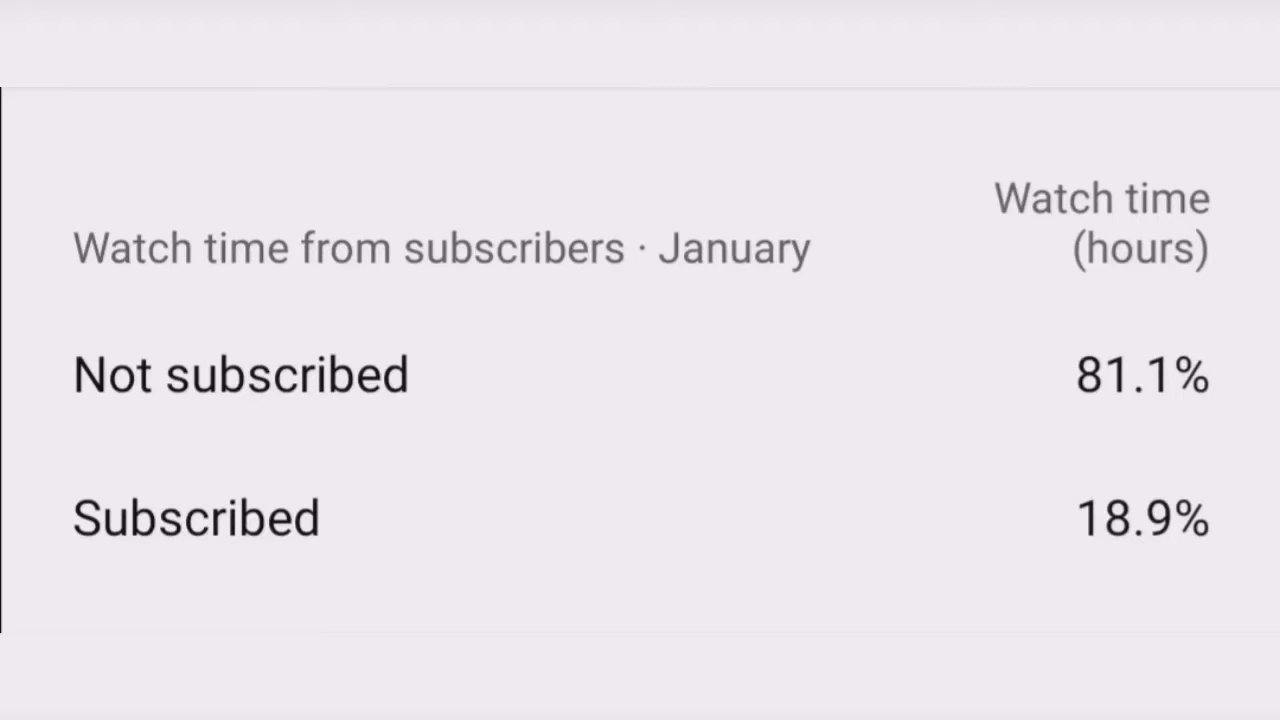 Watch time
Watch time from subscribers · January (hours)
Not subscribed 81.1%
Subscribed 18.9%